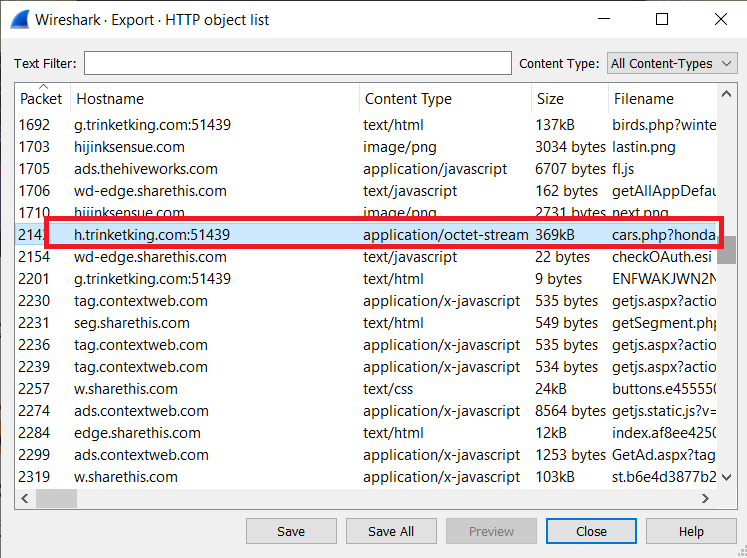 Wireshark · Export · HTTP object list
Text Filter: Content Type: All Content-Types
Packet Hostname Content Type Size Filename
1692 g.trinketking.com:51439 text/html 137kB birds.php?winte
1703 hijinksensue.com image/png 3034 bytes lastin.png
1705 ads.thehiveworks.com application/javascript 6707 bytes fl.js
1706 wd-edge.sharethis.com text/javascript 162 bytes getAllAppDefau
1710 hijinksensue.com image/png 2731 bytes next.png
214 h.trinketking.com:51439 application/octet-stream 369kB cars.php?honda
2154 wd-edge.sharethis.com text/javascript 22 bytes checkOAuth.esi
2201 g.trinketking.com:51439 text/html 9 bytes ENFWAKJWN2N
2230 tag.contextweb.com application/x-javascript 535 bytes getjs.aspx?actio
2231 seg.sharethis.com text/html 549 bytes getSegment.php
2236 tag.contextweb.com application/x-javascript 535 bytes getjs.aspx?actio
2239 tag.contextweb.com application/x-javascript 534 bytes getjs.aspx?actio
2257 w.sharethis.com text/css 24kB buttons.e45550
2274 ads.contextweb.com application/x-javascript 8564 bytes getjs.static.js?v=
2284 edge.sharethis.com text/html 12kB index.af8ee4250
2299 ads.contextweb.com application/x-javascript 1253 bytes GetAd.aspx?tag
2319 w.sharethis.com application/x-javascript 103kB st.b6e4d3877b2
Save Save All Preview Close Help